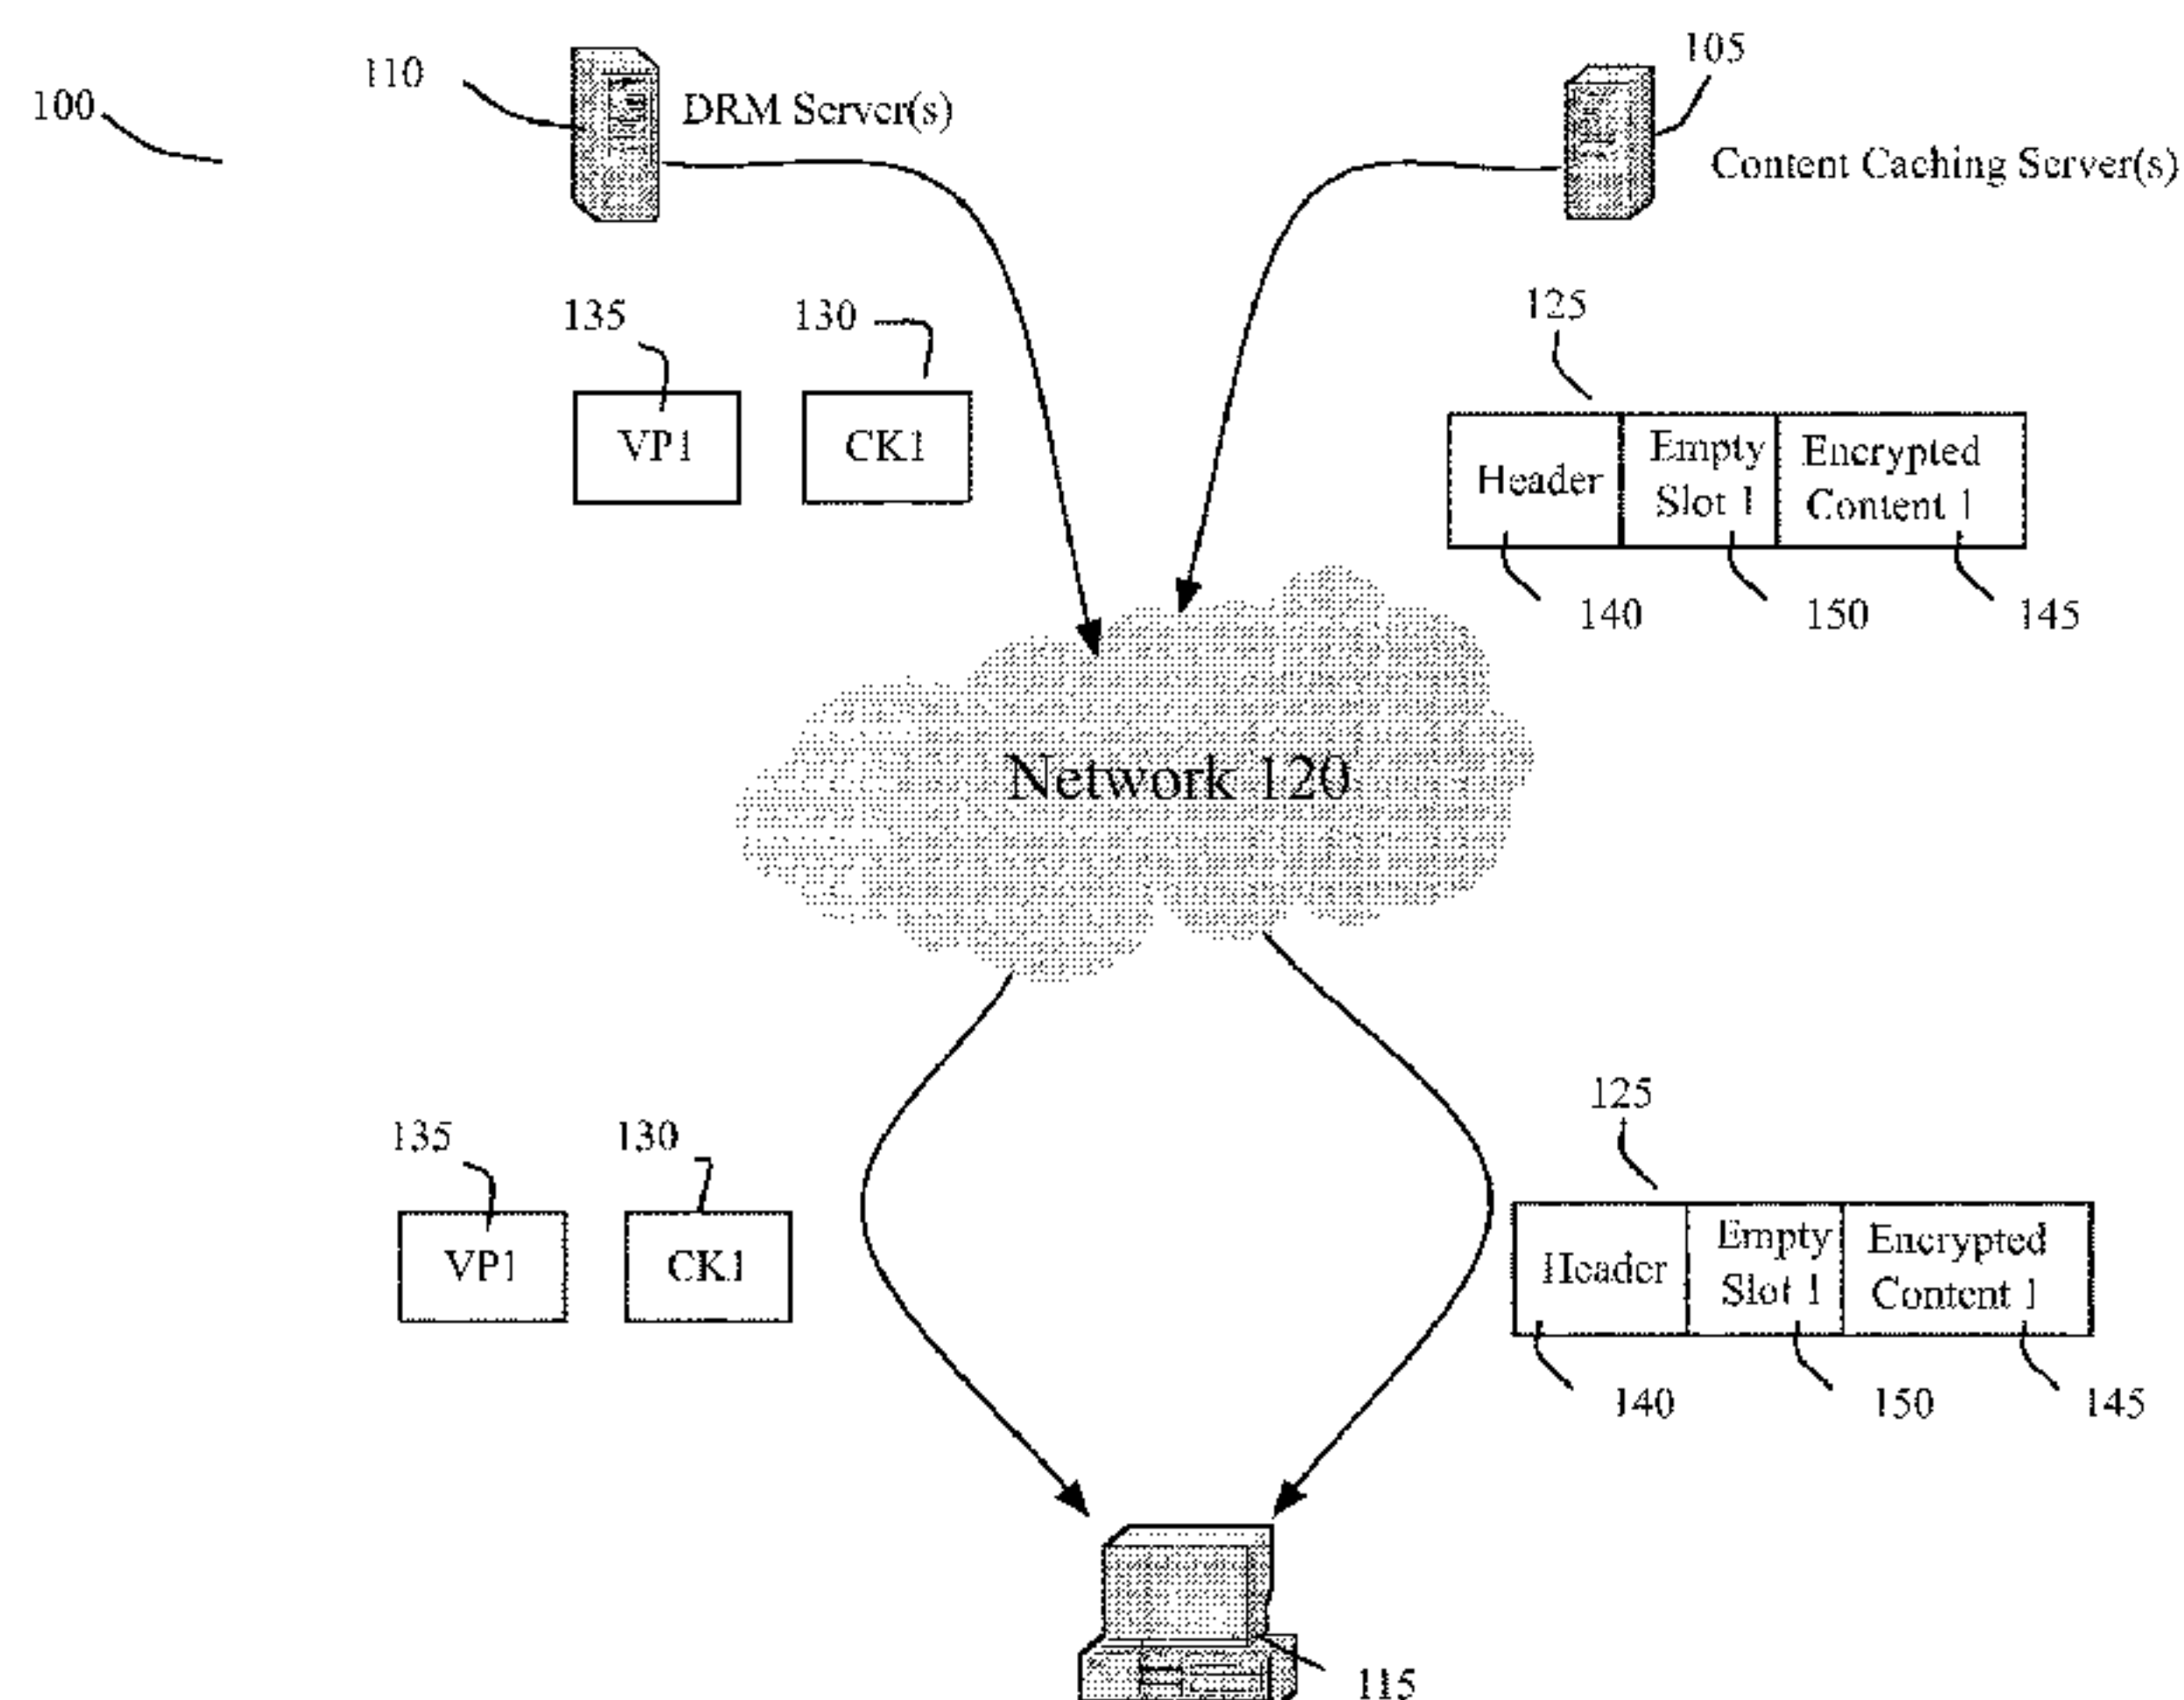 100
110
DRM Server(s)
105
Content Caching Server(s)
135
130
VP1
CK1
125
Header
Empty
Slot 1
Encrypted
Content 1
140
150
145
Network 120
135
130
VP1
CK1
125
Header
Empty
Slot 1
Encrypted
Content 1
140
150
145
115